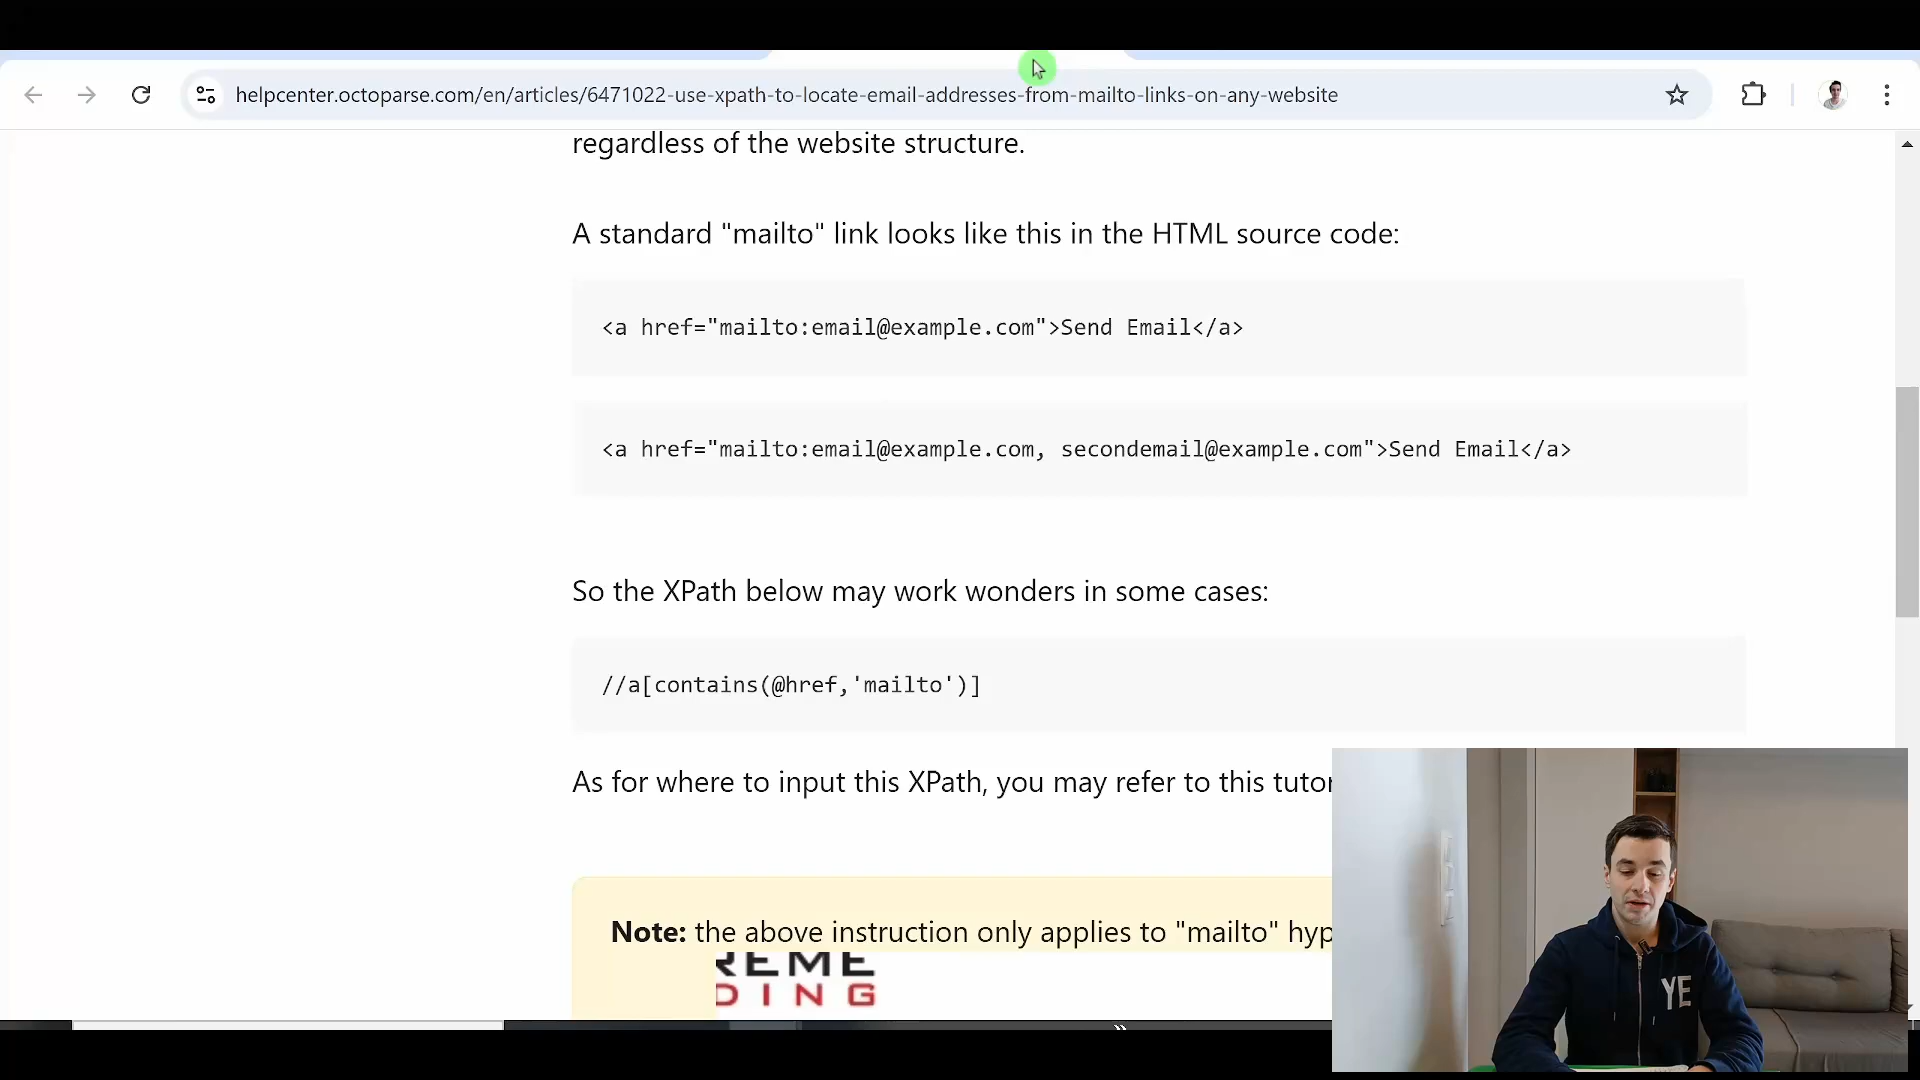 helpcenter.octoparse.com/en/articles/6471022-use-xpath-to-locate-email-addresses-from-mailto-links-on-any-website
regardless of the website structure.
A standard "mailto" link looks like this in the HTML source code:
<a href="mailto:email@example.com">Send Email</a>
<a href="mailto:email@example.com, secondemail@example.com">Send Email</a>
So the XPath below may work wonders in some cases:
//a[contains(@href,'mailto')]
As for where to input this XPath, you may refer to this tutor
Note: the above instruction only applies to "mailto" hyp
REME
DING
»
YE